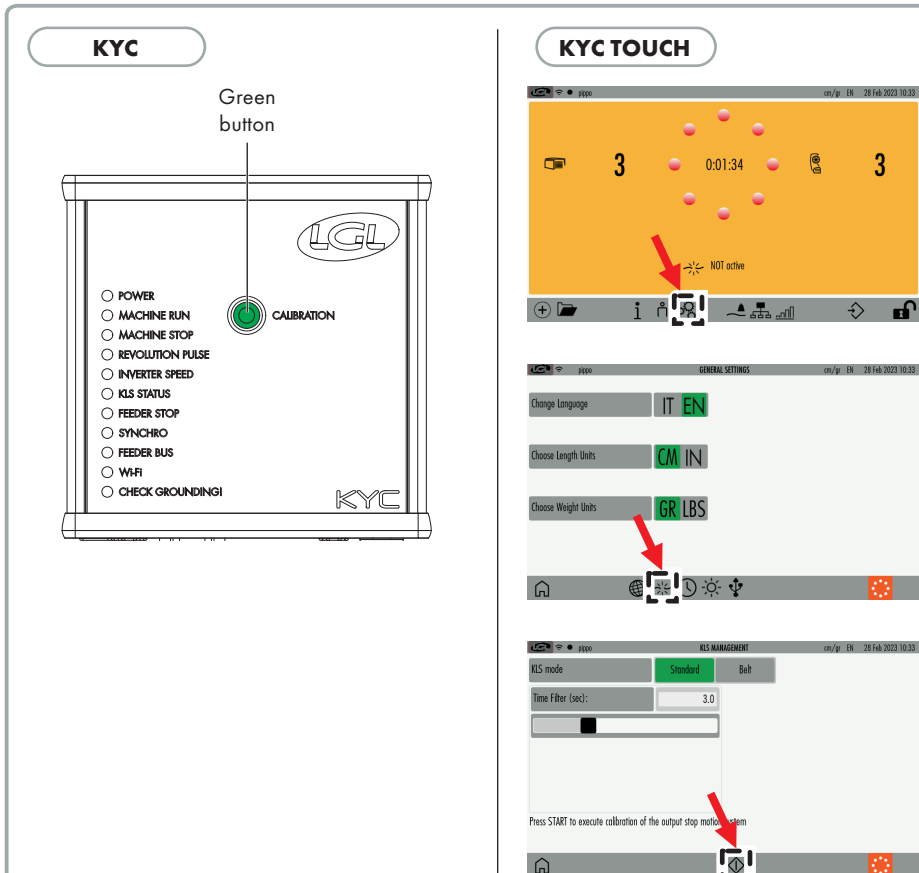 KYC
Green
button
LGL
POWER
MACHINE RUN
CALIBRATION
MACHINE STOP
REVOLUTION PULSE
INVERTER SPEED
KLS STATUS
FEEDER STOP
SYNCHRO
FEEDER BUS
Wi-Fi
CHECK GROUNDING!
KYC
KYC TOUCH
LGL pippo cm/gr EN 28 Feb 2023 10:33
3 0:01:34 3
NOT active
LGL pippo GENERAL SETTINGS cm/gr EN 28 Feb 2023 10:33
Change Language IT EN
Choose Length Units CM IN
Choose Weight Units GR LBS
LGL pippo KLS MANAGEMENT cm/gr EN 28 Feb 2023 10:33
KLS mode Standard Belt
Time Filter (sec): 3.0
Press START to execute calibration of the output stop motion system